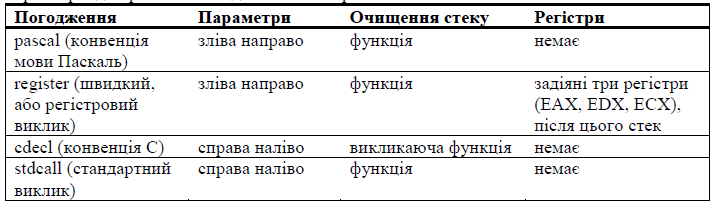 Погодження Параметри Очищення стеку Регістри
pascal (конвенція зліва направо функція немає
мови Паскаль)
register (швидкий, зліва направо функція задіяні три регістри
або регістровий (EAX, EDX, ECX),
виклик) після цього стек
cdecl (конвенція С) справа наліво викликаюча функція немає
stdcall (стандартний справа наліво функція немає
виклик)